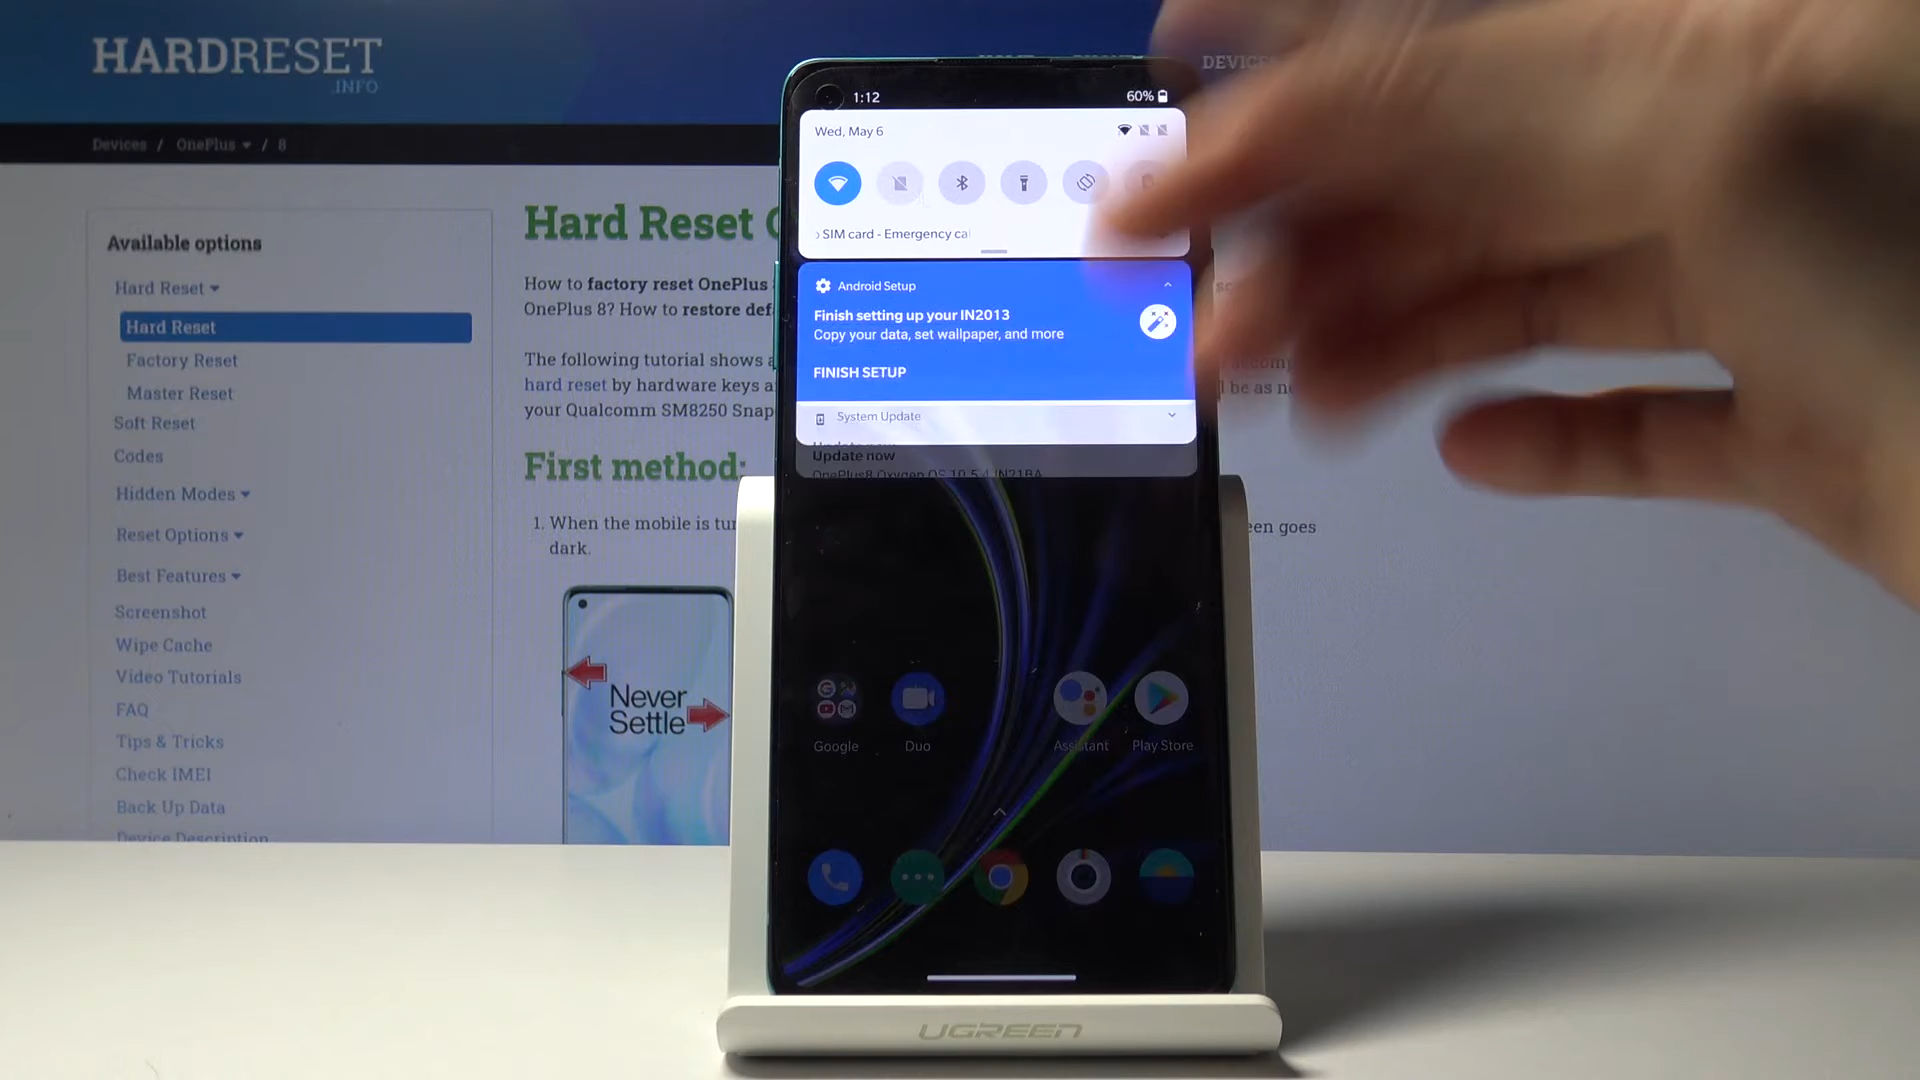 HARDRESET
.INFO
Devices / OnePlus / 8
Available options
Hard Reset
Hard Reset
Factory Reset
Master Reset
Soft Reset
Codes
Hidden Modes
Reset Options
Best Features
Screenshot
Wipe Cache
Video Tutorials
FAQ
Tips & Tricks
Check IMEI
Back Up Data
Device Description
Hard Reset
How to factory reset OnePlus
OnePlus 8? How to restore
The following tutorial shows
hard reset by hardware keys
your Qualcomm SM8250
be as
First method:
1. When the mobile is
goes
dark.
Never
Settle
1:12
60%
Wed, May 6
SIM card - Emergency
Android Setup
Finish setting up your IN2013
Copy your data, set wallpaper, and more
FINISH SETUP
System Update
Update now
OnePlus8 Oxygen OS 10.5.4.IN21BA
Google Duo Assistant Play Store
UGREEN